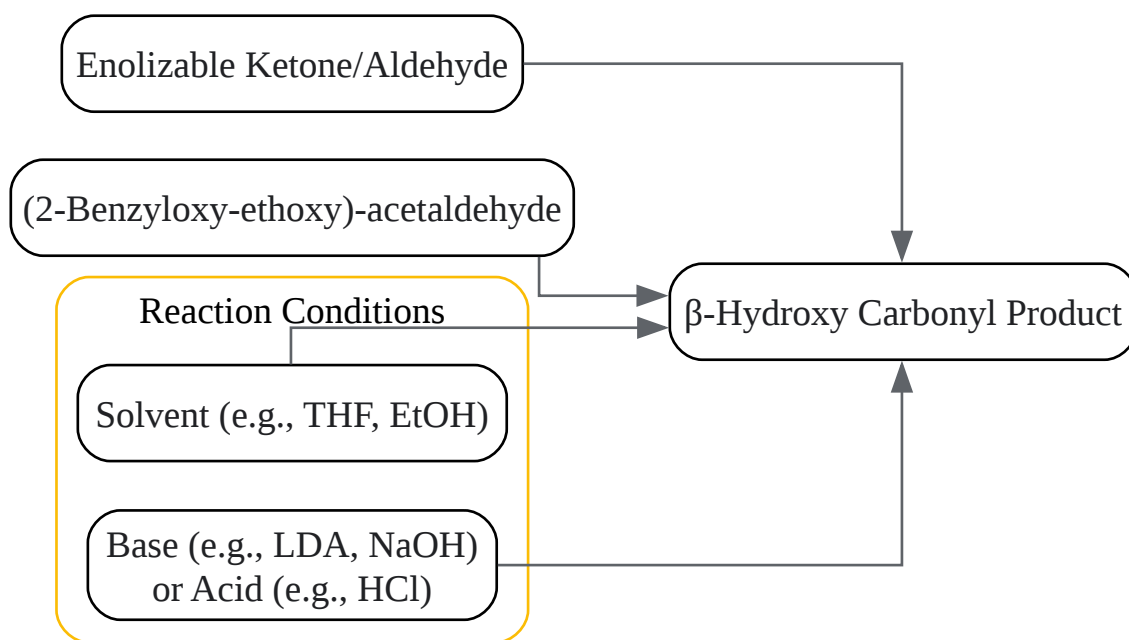 Enolizable Ketone/Aldehyde
(2-Benzyloxy-ethoxy)-acetaldehyde
Reaction Conditions
β-Hydroxy Carbonyl Product
Solvent (e.g., THF, EtOH)
Base (e.g., LDA, NaOH)
or Acid (e.g., HCl)